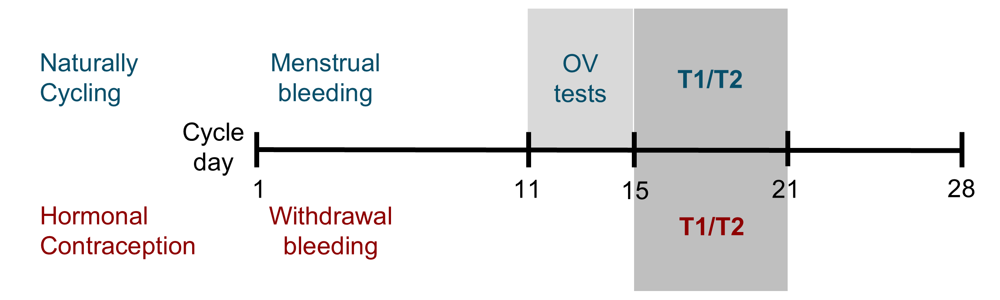 Naturally
Cycling
Menstrual
bleeding
OV
tests
T1/T2
Cycle
day
1
11
15
21
28
Hormonal
Contraception
Withdrawal
bleeding
T1/T2